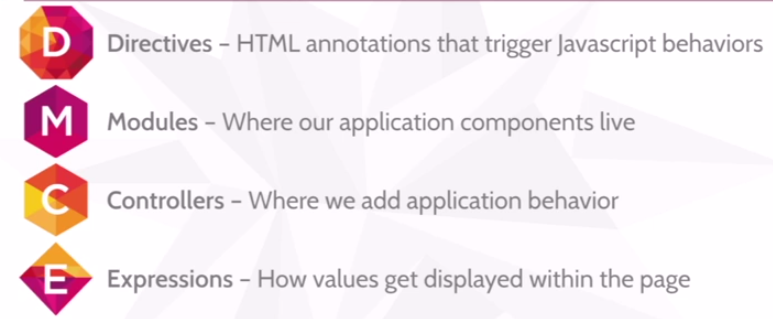 D Directives – HTML annotations that trigger Javascript behaviors
M Modules – Where our application components live
C Controllers – Where we add application behavior
E Expressions – How values get displayed within the page